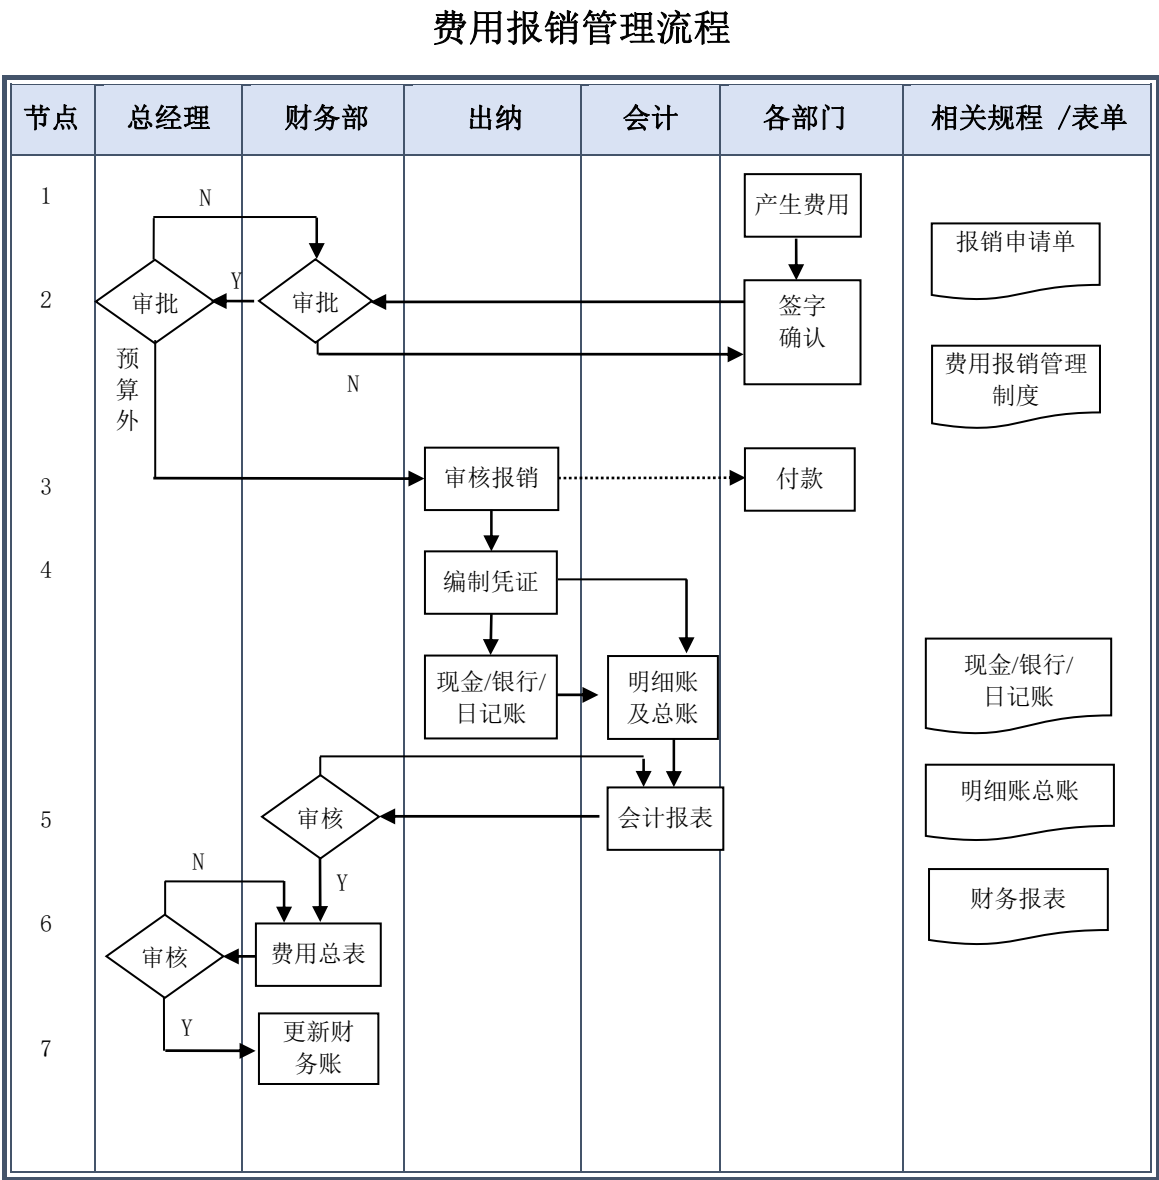 费用报销管理流程
节点 总经理 财务部 出纳 会计 各部门 相关规程 /表单
1
N
产生费用
报销申请单
2
审批
Y
审批
签字
确认
N
预
算
外
费用报销管理
制度
3
审核报销
付款
4
编制凭证
现金/银行/
日记账
明细账
及总账
现金/银行/
日记账
5
审核
会计报表
明细账总账
N
Y
6
审核
费用总表
财务报表
7
Y
更新财
务账